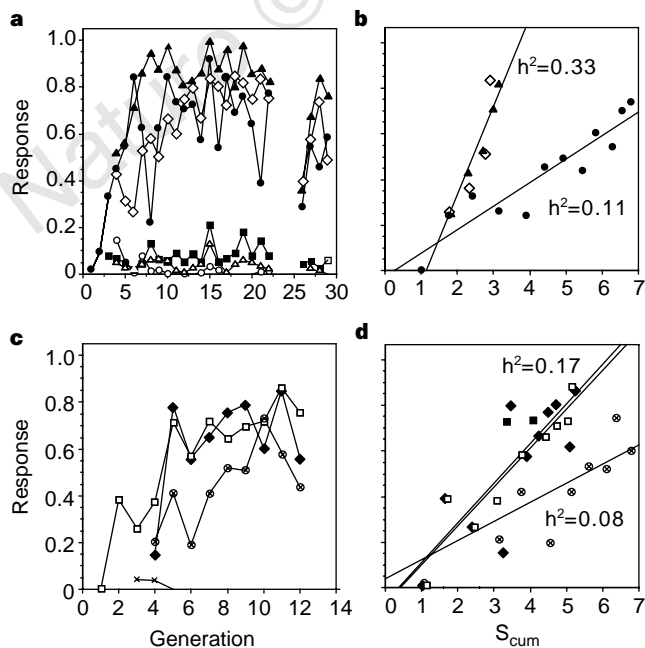 Nature ©
a
1.0
0.8
0.6
0.4
0.2
0
Response
0 5 10 15 20 25 30
b
h²=0.33
h²=0.11
0 1 2 3 4 5 6 7
c
1.0
0.8
0.6
0.4
0.2
0
Response
0 2 4 6 8 10 12 14
Generation
d
h²=0.17
h²=0.08
0 1 2 3 4 5 6 7
S cum